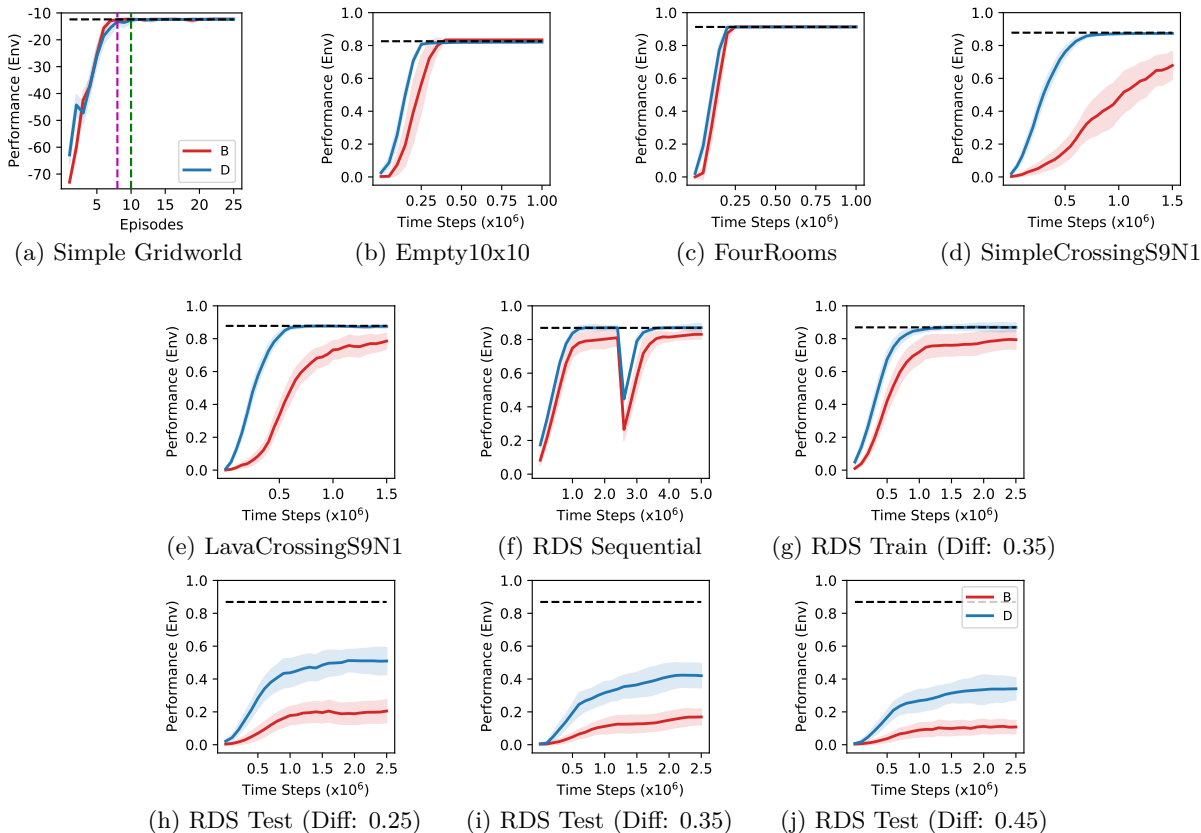 -10
-20
-30
-40
-50
-60
-70
Performance (Env)
B
D
5 10 15 20 25
Episodes
(a) Simple Gridworld
1.0
0.8
0.6
0.4
0.2
0.0
Performance (Env)
0.25 0.50 0.75 1.00
Time Steps (x10⁶)
(b) Empty10x10
1.0
0.8
0.6
0.4
0.2
0.0
Performance (Env)
0.25 0.50 0.75 1.00
Time Steps (x10⁶)
(c) FourRooms
1.0
0.8
0.6
0.4
0.2
0.0
Performance (Env)
0.5 1.0 1.5
Time Steps (x10⁶)
(d) SimpleCrossingS9N1
1.0
0.8
0.6
0.4
0.2
0.0
Performance (Env)
0.5 1.0 1.5
Time Steps (x10⁶)
(e) LavaCrossingS9N1
1.0
0.8
0.6
0.4
0.2
0.0
Performance (Env)
1.0 2.0 3.0 4.0 5.0
Time Steps (x10⁶)
(f) RDS Sequential
1.0
0.8
0.6
0.4
0.2
0.0
Performance (Env)
0.5 1.0 1.5 2.0 2.5
Time Steps (x10⁶)
(g) RDS Train (Diff: 0.35)
1.0
0.8
0.6
0.4
0.2
0.0
Performance (Env)
0.5 1.0 1.5 2.0 2.5
Time Steps (x10⁶)
(h) RDS Test (Diff: 0.25)
1.0
0.8
0.6
0.4
0.2
0.0
Performance (Env)
0.5 1.0 1.5 2.0 2.5
Time Steps (x10⁶)
(i) RDS Test (Diff: 0.35)
1.0
0.8
0.6
0.4
0.2
0.0
Performance (Env)
B
D
0.5 1.0 1.5 2.0 2.5
Time Steps (x10⁶)
(j) RDS Test (Diff: 0.45)